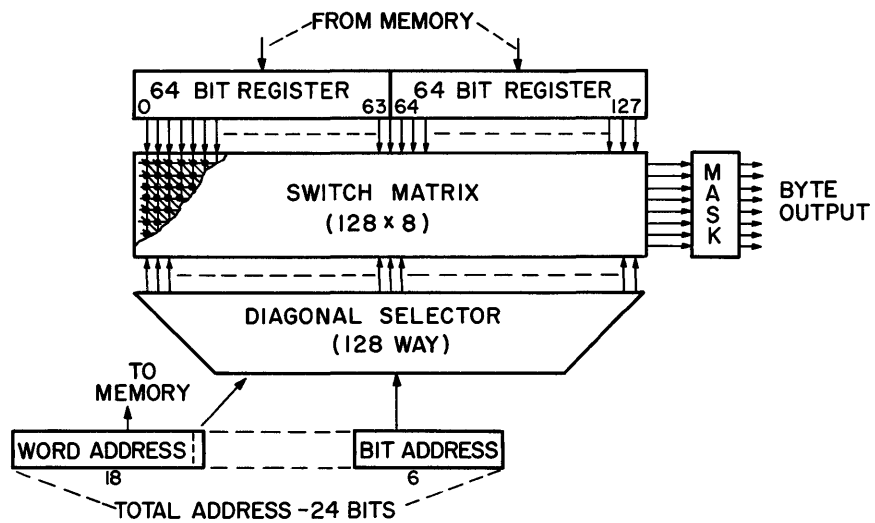 FROM MEMORY
64 BIT REGISTER
64 BIT REGISTER
0
63
64
127
SWITCH MATRIX
(128 × 8)
MASK
BYTE
OUTPUT
DIAGONAL SELECTOR
(128 WAY)
TO
MEMORY
WORD ADDRESS
BIT ADDRESS
18
6
TOTAL ADDRESS - 24 BITS